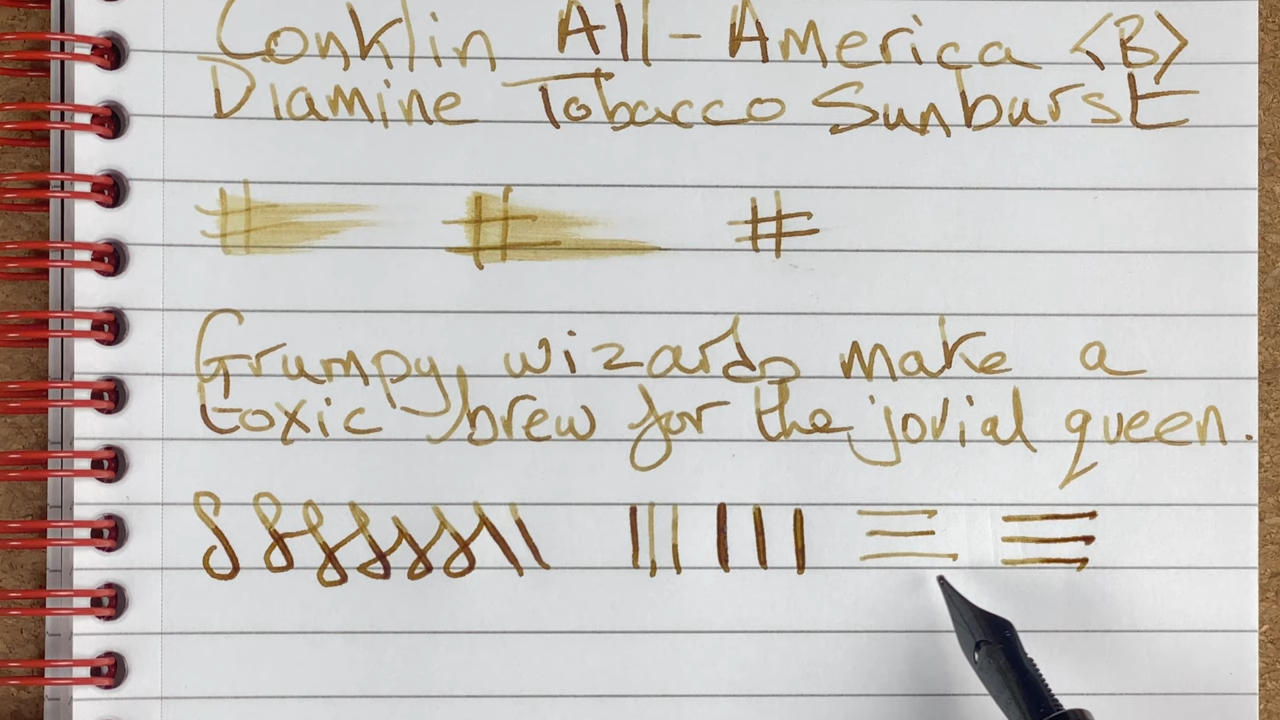 Conklin All-America <B>
Diamine Tobacco Sunburst
# # #
Grumpy wizards make a
toxic brew for the jovial queen.